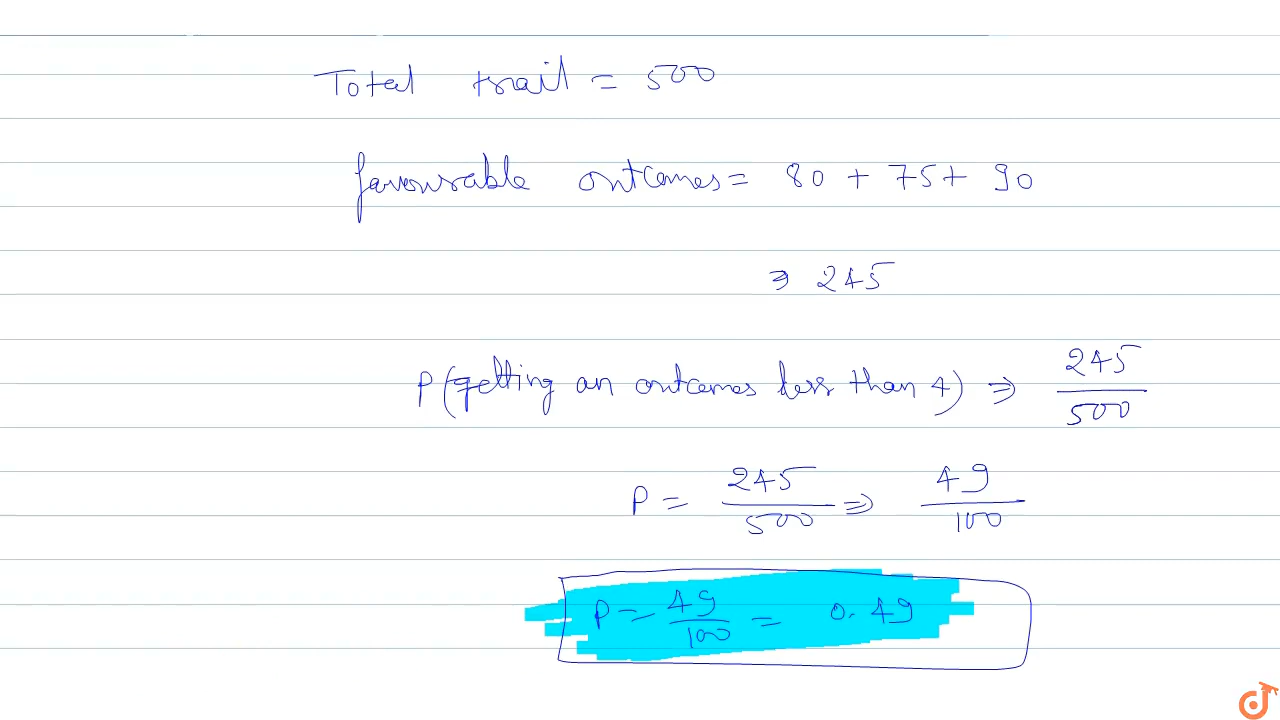 Total trail = 500
favourable outcomes = 80 + 75 + 90
⇒ 245
P(getting an outcomes less than 4) ⇒ 245/500
P = 245/500 ⇒ 49/100
P = 49/100 = 0.49